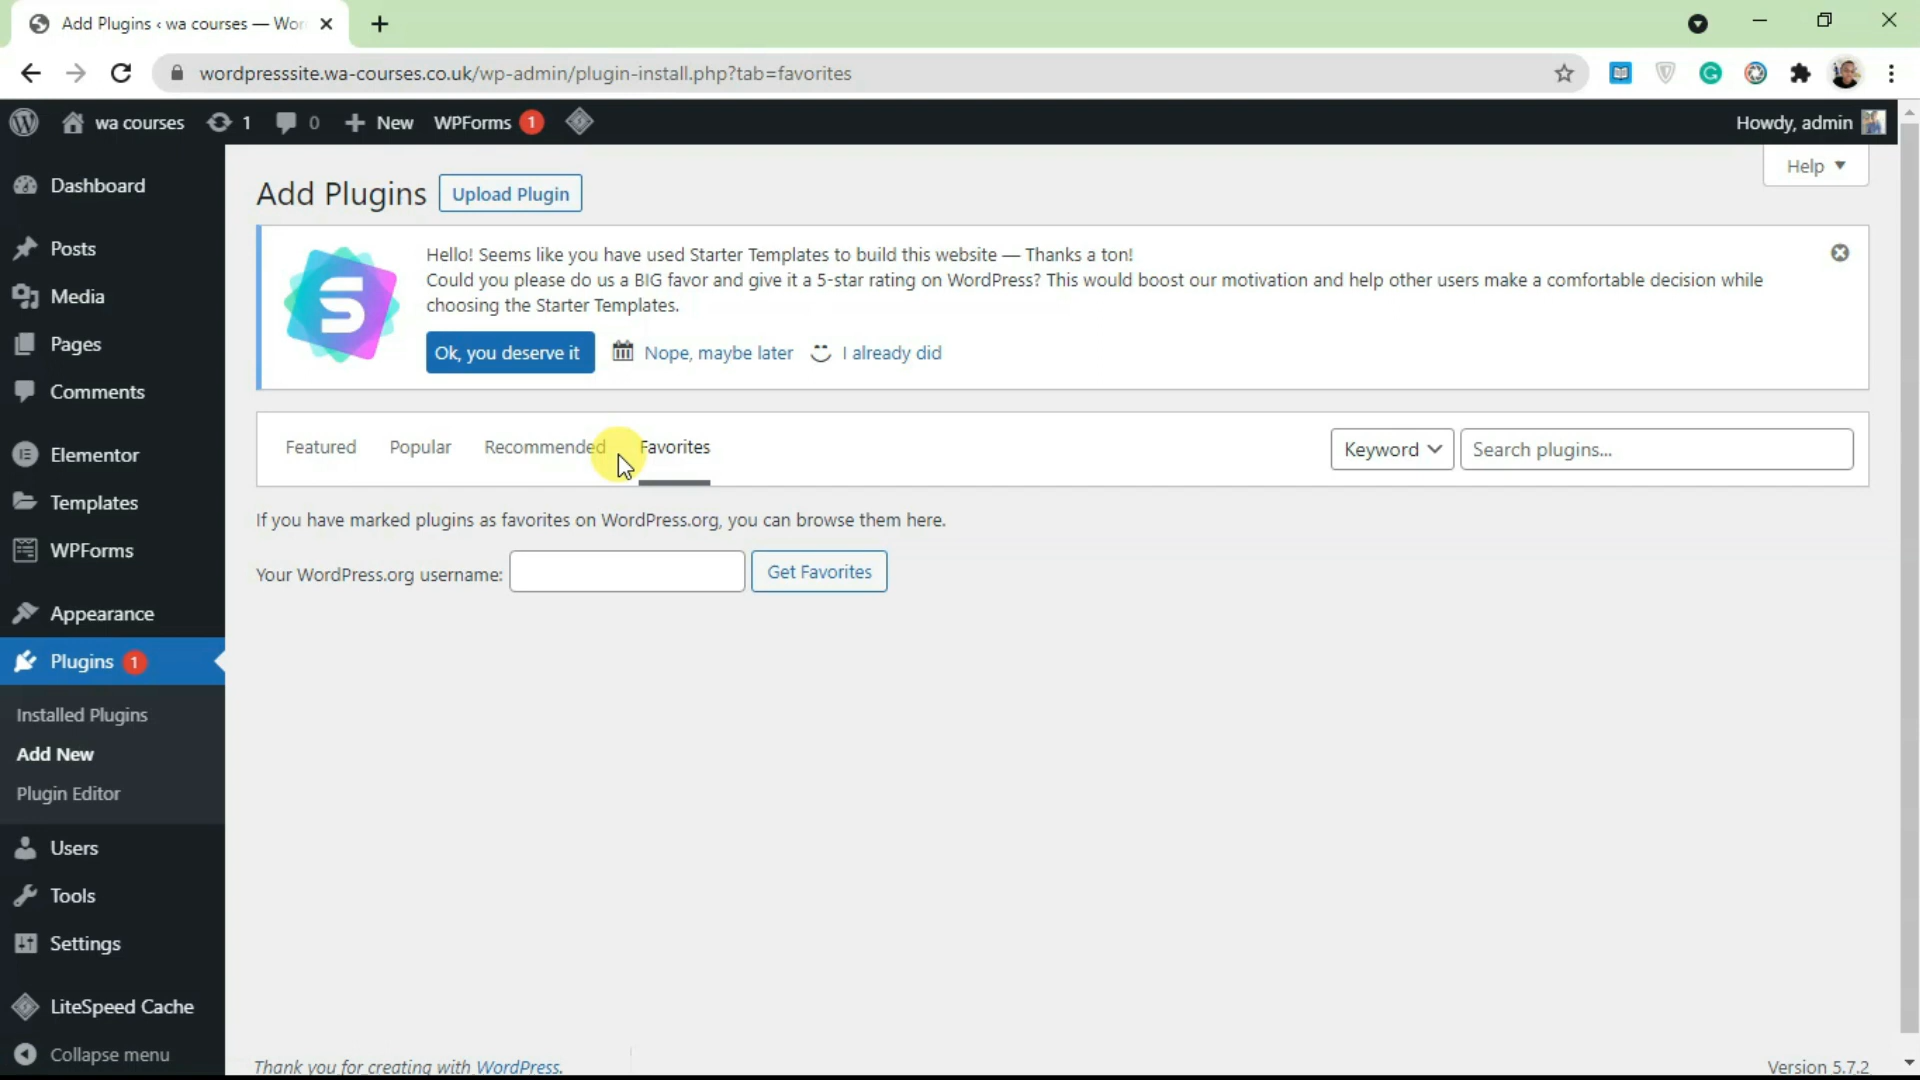 Add Plugins ‹ wa courses — Wor
wordpresssite.wa-courses.co.uk/wp-admin/plugin-install.php?tab=favorites
wa courses 1 0 New WPForms 1
Howdy, admin
Help
Dashboard
Posts
Media
Pages
Comments
Elementor
Templates
WPForms
Appearance
Plugins 1
Installed Plugins
Add New
Plugin Editor
Users
Tools
Settings
LiteSpeed Cache
Collapse menu
Add Plugins Upload Plugin
Hello! Seems like you have used Starter Templates to build this website — Thanks a ton!
Could you please do us a BIG favor and give it a 5-star rating on WordPress? This would boost our motivation and help other users make a comfortable decision while
choosing the Starter Templates.
Ok, you deserve it Nope, maybe later I already did
Featured Popular Recommended Favorites Keyword Search plugins...
If you have marked plugins as favorites on WordPress.org, you can browse them here.
Your WordPress.org username: Get Favorites
Thank you for creating with WordPress. Version 5.7.2